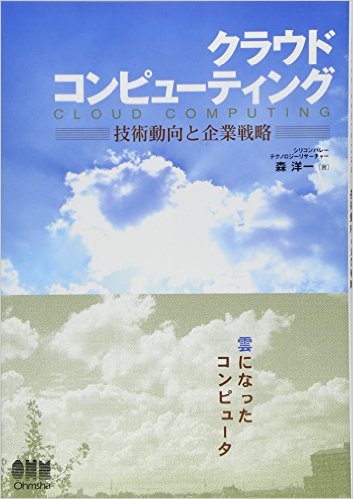 クラウド
コンピューティング
CLOUD COMPUTING
技術動向と企業戦略
シリコンバレー
テクノロジーリサーチャー
森 洋一 [著]
雲になった
コンピュータ
OHM
Ohmsha